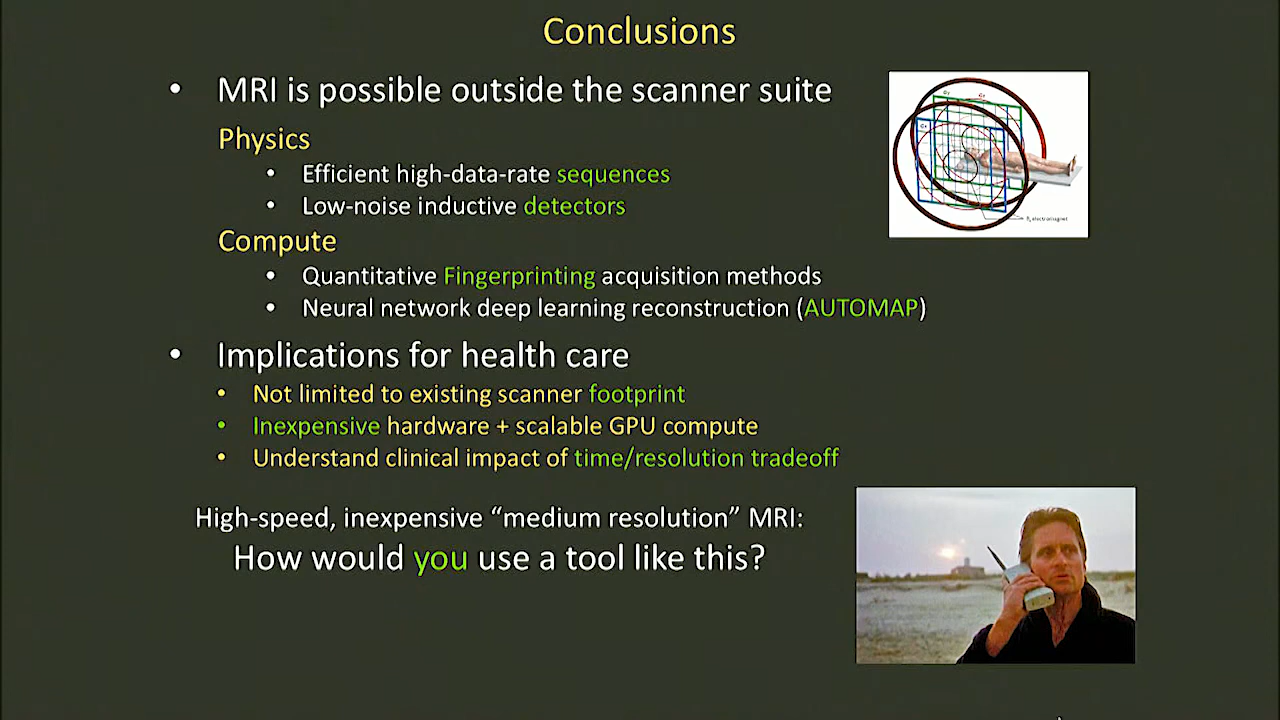 Conclusions
• MRI is possible outside the scanner suite
Physics
• Efficient high-data-rate sequences
• Low-noise inductive detectors
Compute
• Quantitative Fingerprinting acquisition methods
• Neural network deep learning reconstruction (AUTOMAP)
• Implications for health care
• Not limited to existing scanner footprint
• Inexpensive hardware + scalable GPU compute
• Understand clinical impact of time/resolution tradeoff
High-speed, inexpensive “medium resolution” MRI:
How would you use a tool like this?